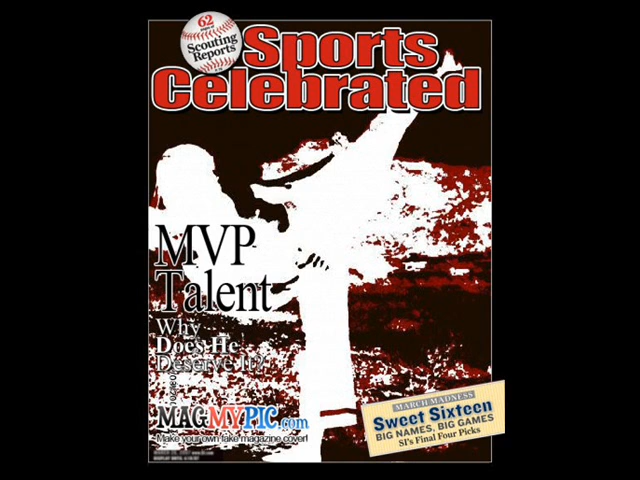 62
Scouting
Reports
Sports
Celebrated
MVP
Talent
Why
Does He
Deserve It?
MAGMYPIC.com
Make your own fake magazine cover!
MARCH MADNESS
Sweet Sixteen
BIG NAMES, BIG GAMES
SI's Final Four Picks